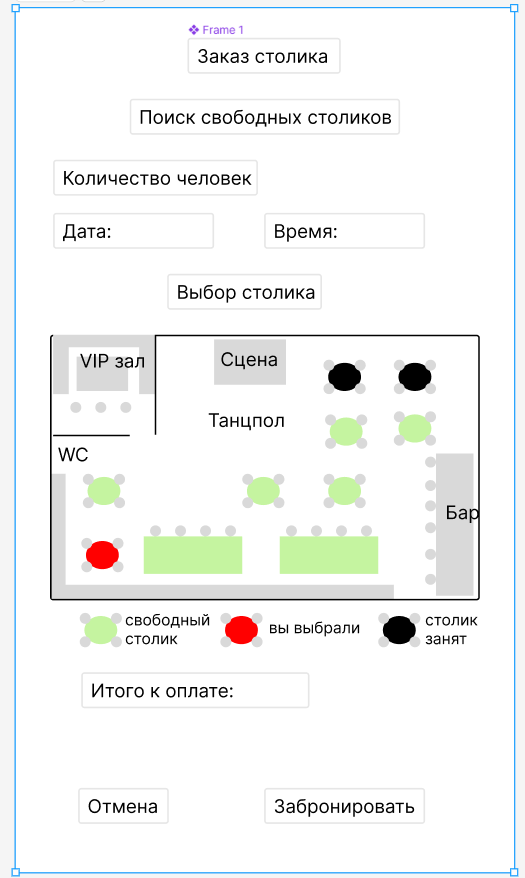 Frame 1
Заказ столика
Поиск свободных столиков
Количество человек
Дата:
Время:
Выбор столика
VIP зал
Сцена
Танцпол
WC
Бар
свободный
столик
вы выбрали
столик
занят
Итого к оплате:
Отмена
Забронировать